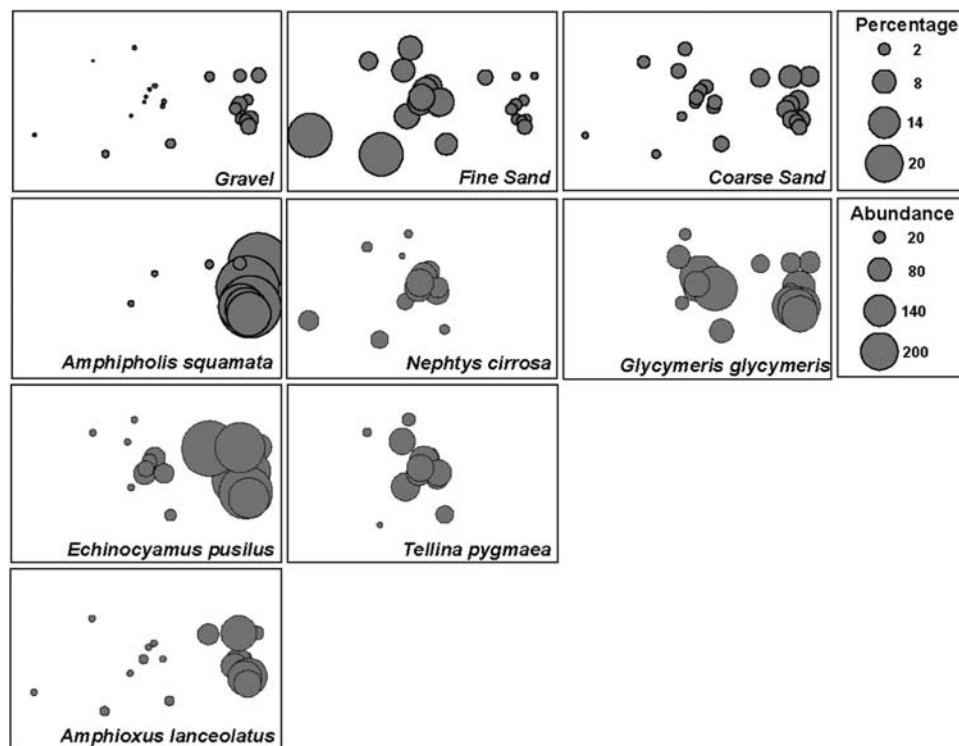 Gravel
Fine Sand
Coarse Sand
Percentage
2
8
14
20
Amphipholis squamata
Nephtys cirrosa
Glycymeris glycymeris
Abundance
20
80
140
200
Echinocyamus pusilus
Tellina pygmaea
Amphioxus lanceolatus